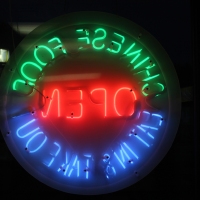 CHINESE FOOD
OPEN
EAT IN & TAKE OUT